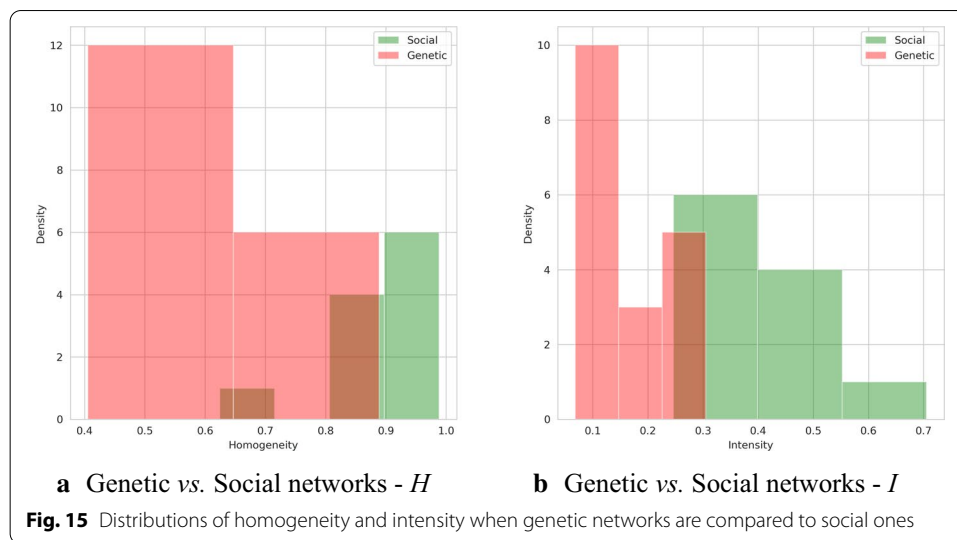 Social
Genetic
12
10
8
6
4
2
0
Density
0.4 0.5 0.6 0.7 0.8 0.9 1.0
Homogeneity
a Genetic vs. Social networks - H
Social
Genetic
10
8
6
4
2
0
Density
0.1 0.2 0.3 0.4 0.5 0.6 0.7
Intensity
b Genetic vs. Social networks - I
Fig. 15 Distributions of homogeneity and intensity when genetic networks are compared to social ones